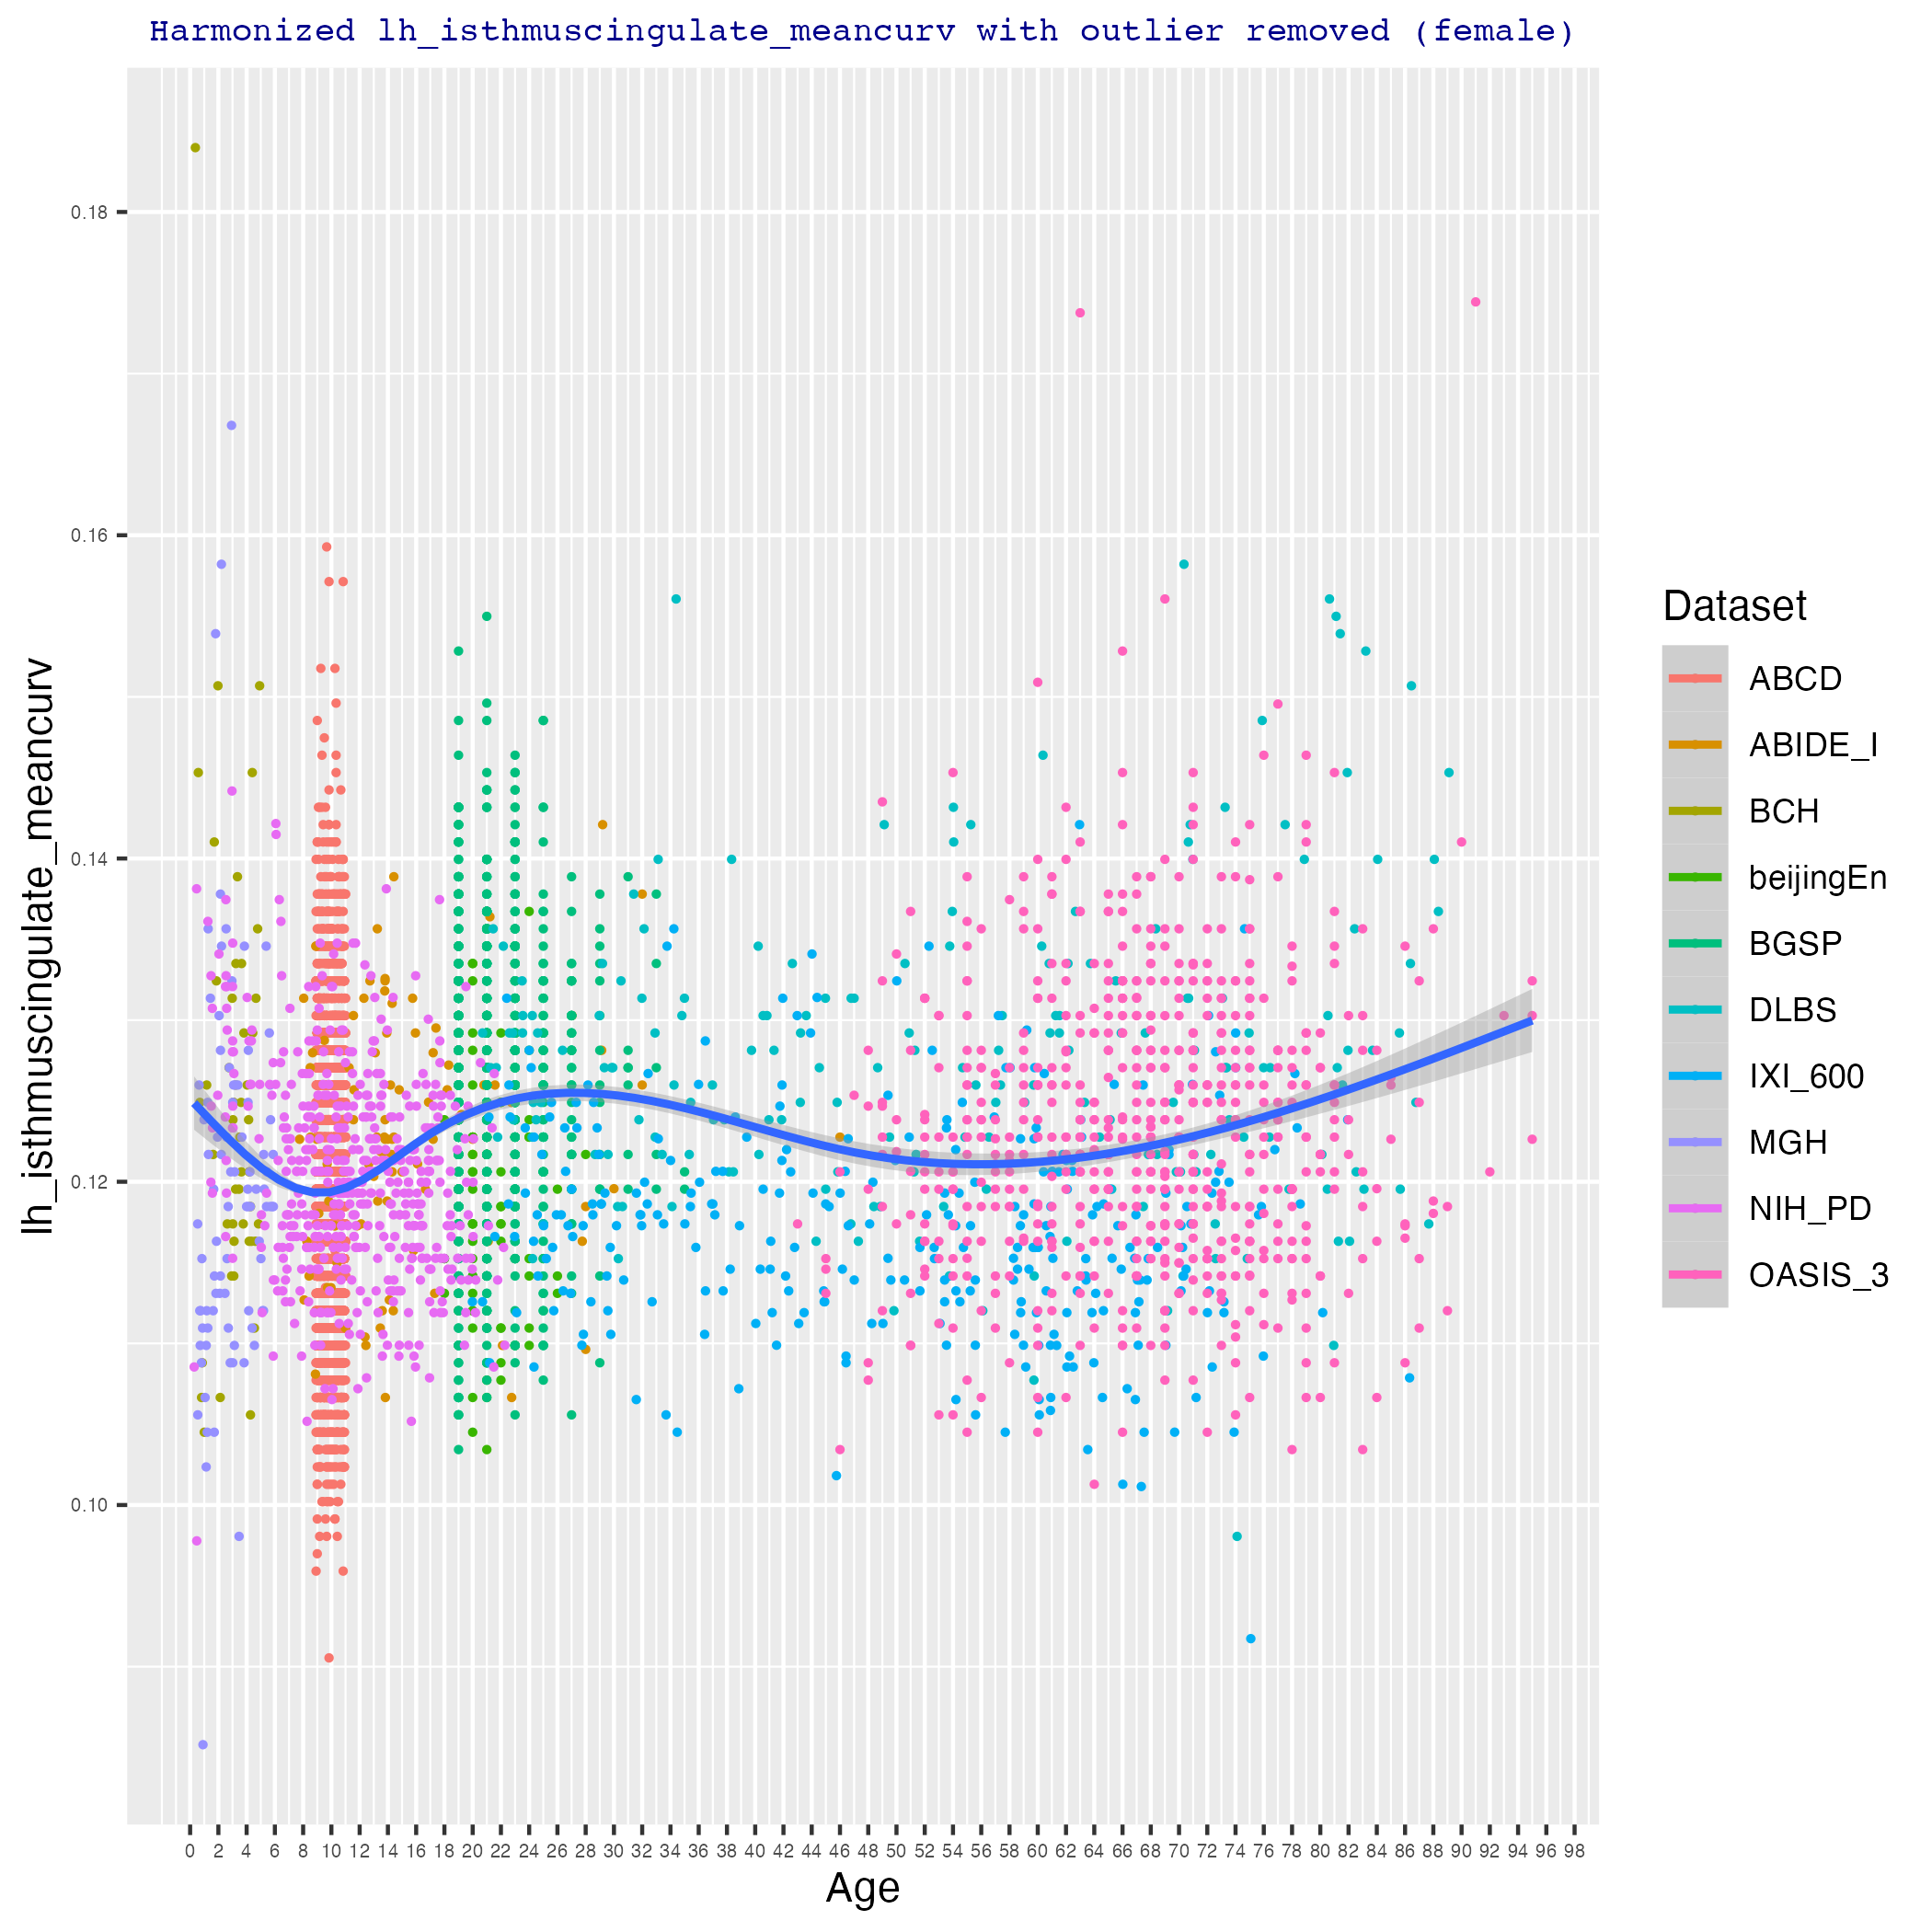 Harmonized lh_isthmuscingulate_meancurv with outlier removed (female)
lh_isthmuscingulate_meancurv
0.18
0.16
0.14
0.12
0.10
0 2 4 6 8 10 12 14 16 18 20 22 24 26 28 30 32 34 36 38 40 42 44 46 48 50 52 54 56 58 60 62 64 66 68 70 72 74 76 78 80 82 84 86 88 90 92 94 96 98
Age
Dataset
ABCD
ABIDE_I
BCH
beijingEn
BGSP
DLBS
IXI_600
MGH
NIH_PD
OASIS_3